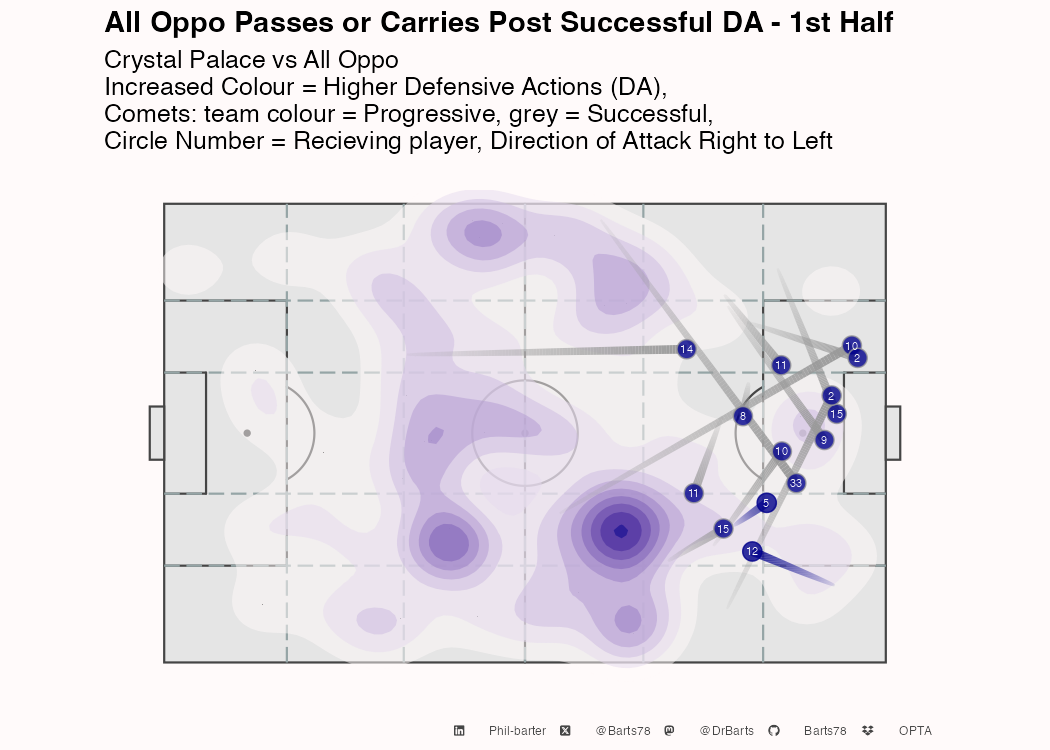 All Oppo Passes or Carries Post Successful DA - 1st Half
Crystal Palace vs All Oppo
Increased Colour = Higher Defensive Actions (DA),
Comets: team colour = Progressive, grey = Successful,
Circle Number = Recieving player, Direction of Attack Right to Left
10
14
2
11
2
15
8
9
10
33
11
5
15
12
Phil-barter @Barts78 @DrBarts Barts78 OPTA